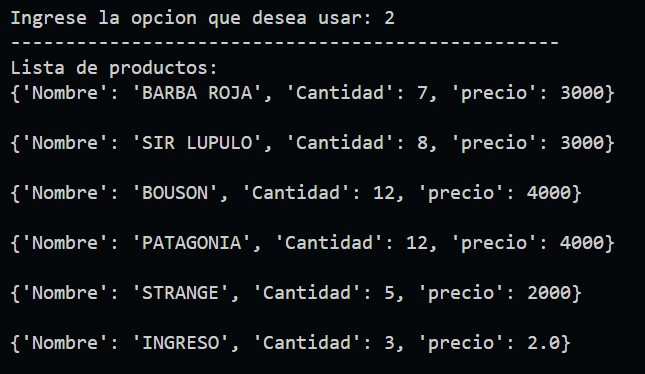 Ingrese la opcion que desea usar: 2
--------------------------------------------------
Lista de productos:
{'Nombre': 'BARBA ROJA', 'Cantidad': 7, 'precio': 3000}
{'Nombre': 'SIR LUPULO', 'Cantidad': 8, 'precio': 3000}
{'Nombre': 'BOUSON', 'Cantidad': 12, 'precio': 4000}
{'Nombre': 'PATAGONIA', 'Cantidad': 12, 'precio': 4000}
{'Nombre': 'STRANGE', 'Cantidad': 5, 'precio': 2000}
{'Nombre': 'INGRESO', 'Cantidad': 3, 'precio': 2.0}